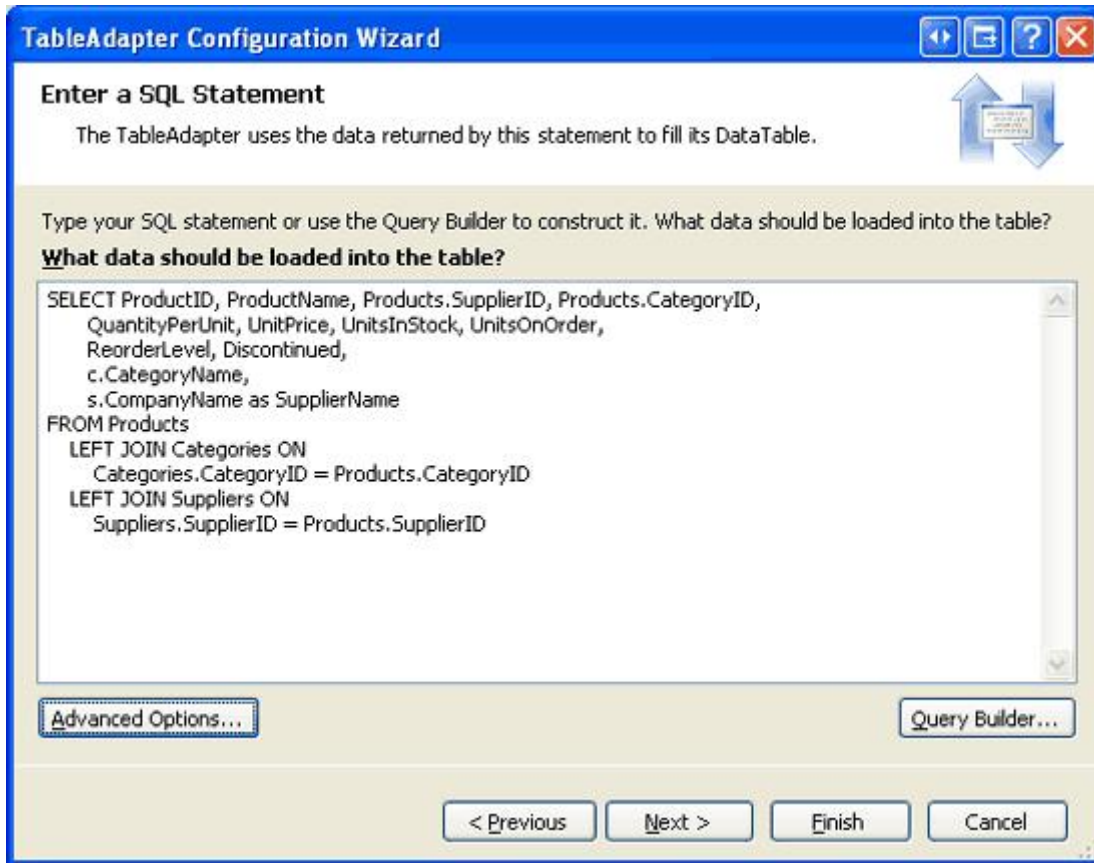 TableAdapter Configuration Wizard
Enter a SQL Statement
The TableAdapter uses the data returned by this statement to fill its DataTable.
Type your SQL statement or use the Query Builder to construct it. What data should be loaded into the table?
What data should be loaded into the table?
SELECT ProductID, ProductName, Products.SupplierID, Products.CategoryID,
QuantityPerUnit, UnitPrice, UnitsInStock, UnitsOnOrder,
ReorderLevel, Discontinued,
c.CategoryName,
s.CompanyName as SupplierName
FROM Products
LEFT JOIN Categories ON
Categories.CategoryID = Products.CategoryID
LEFT JOIN Suppliers ON
Suppliers.SupplierID = Products.SupplierID
Advanced Options... Query Builder...
< Previous Next > Finish Cancel